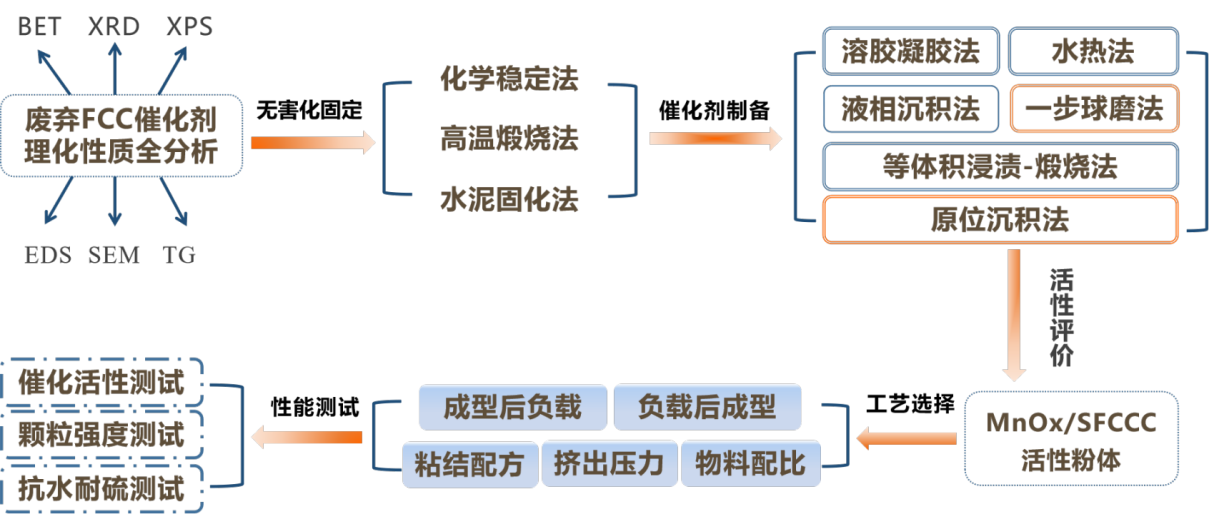 BET XRD XPS
废弃FCC催化剂
理化性质全分析
EDS SEM TG
无害化固定
化学稳定法
高温煅烧法
水泥固化法
催化剂制备
溶胶凝胶法
水热法
液相沉积法
一步球磨法
等体积浸渍-煅烧法
原位沉积法
活性评价
MnOx/SFCCC
活性粉体
工艺选择
成型后负载
负载后成型
粘结配方
挤出压力
物料配比
性能测试
催化活性测试
颗粒强度测试
抗水耐硫测试